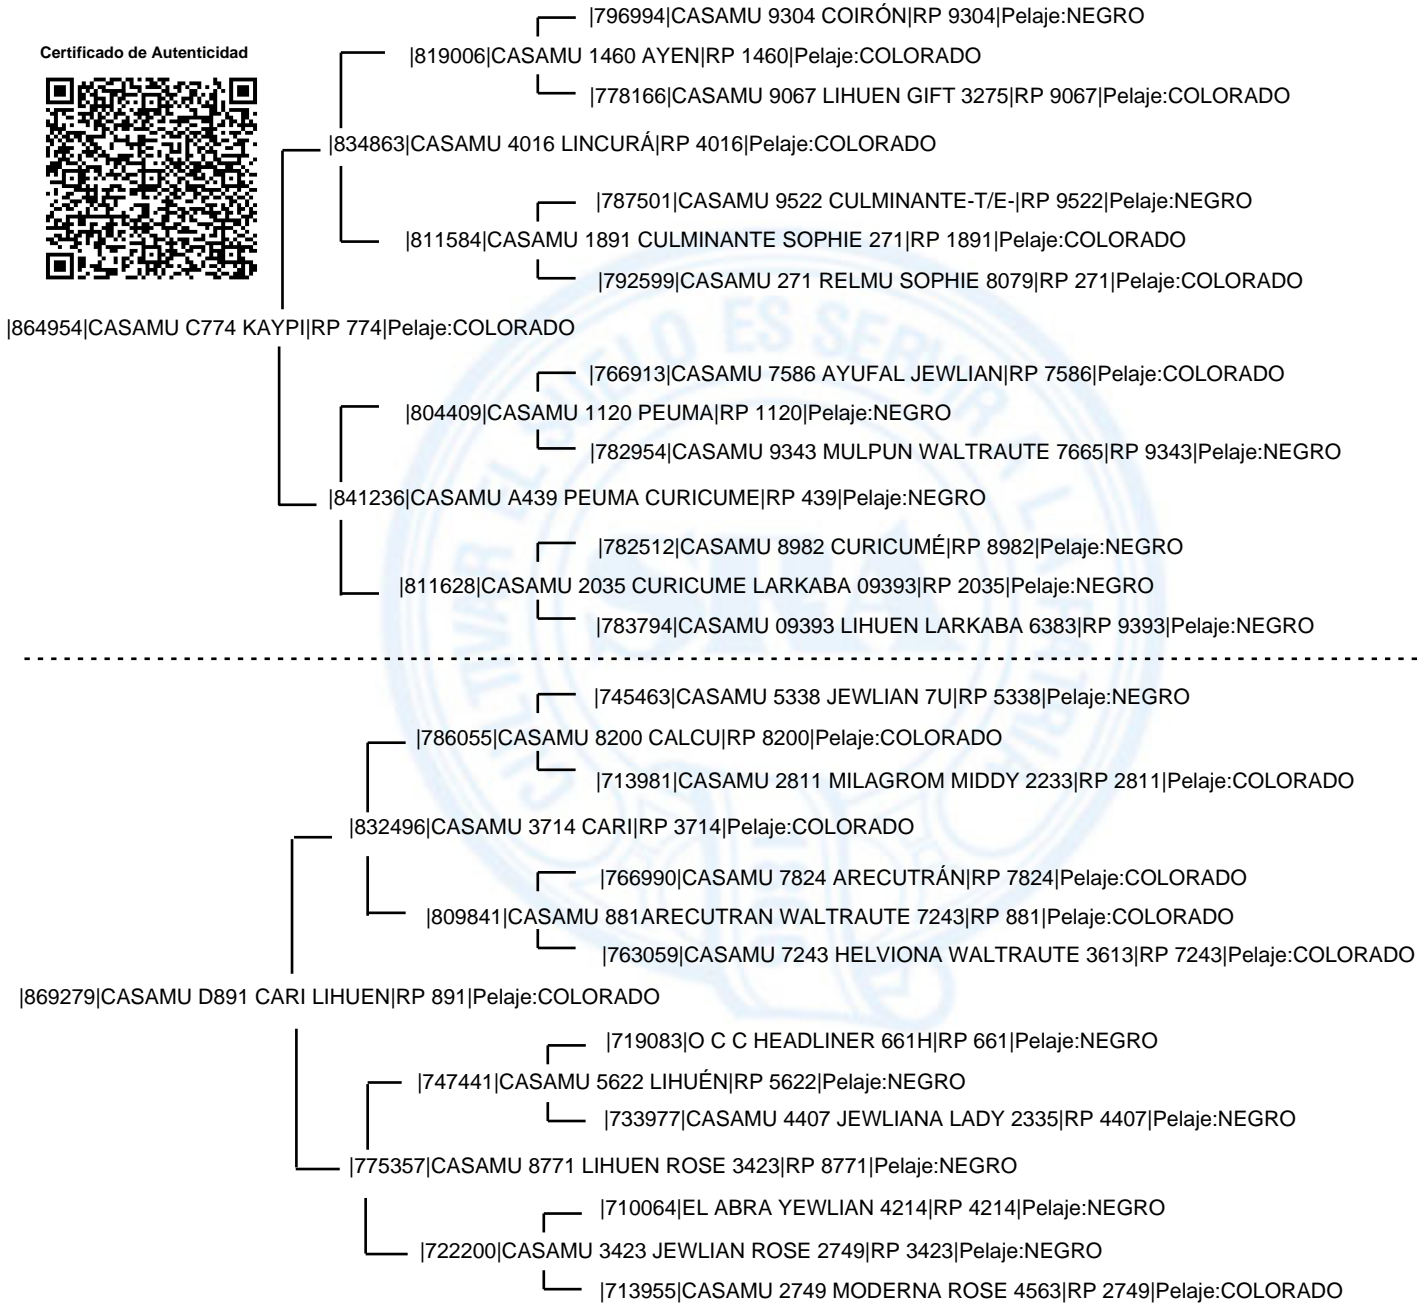 |796994|CASAMU 9304 COIRÓN|RP 9304|Pelaje:NEGRO
Certificado de Autenticidad
|819006|CASAMU 1460 AYEN|RP 1460|Pelaje:COLORADO
|778166|CASAMU 9067 LIHUEN GIFT 3275|RP 9067|Pelaje:COLORADO
|834863|CASAMU 4016 LINCURÁ|RP 4016|Pelaje:COLORADO
|787501|CASAMU 9522 CULMINANTE-T/E-|RP 9522|Pelaje:NEGRO
|811584|CASAMU 1891 CULMINANTE SOPHIE 271|RP 1891|Pelaje:COLORADO
|792599|CASAMU 271 RELMU SOPHIE 8079|RP 271|Pelaje:COLORADO
|864954|CASAMU C774 KAYPI|RP 774|Pelaje:COLORADO
|766913|CASAMU 7586 AYUFAL JEWLIAN|RP 7586|Pelaje:COLORADO
|804409|CASAMU 1120 PEUMA|RP 1120|Pelaje:NEGRO
|782954|CASAMU 9343 MULPUN WALTRAUTE 7665|RP 9343|Pelaje:NEGRO
|841236|CASAMU A439 PEUMA CURICUME|RP 439|Pelaje:NEGRO
|782512|CASAMU 8982 CURICUMÉ|RP 8982|Pelaje:NEGRO
|811628|CASAMU 2035 CURICUME LARKABA 09393|RP 2035|Pelaje:NEGRO
|783794|CASAMU 09393 LIHUEN LARKABA 6383|RP 9393|Pelaje:NEGRO
CULTIVAR EL SUELO ES SERVIR A LA PATRIA
SRA
1866
|745463|CASAMU 5338 JEWLIAN 7U|RP 5338|Pelaje:NEGRO
|786055|CASAMU 8200 CALCU|RP 8200|Pelaje:COLORADO
|713981|CASAMU 2811 MILAGROM MIDDY 2233|RP 2811|Pelaje:COLORADO
|832496|CASAMU 3714 CARI|RP 3714|Pelaje:COLORADO
|766990|CASAMU 7824 ARECUTRÁN|RP 7824|Pelaje:COLORADO
|809841|CASAMU 881ARECUTRAN WALTRAUTE 7243|RP 881|Pelaje:COLORADO
|763059|CASAMU 7243 HELVIONA WALTRAUTE 3613|RP 7243|Pelaje:COLORADO
|869279|CASAMU D891 CARI LIHUEN|RP 891|Pelaje:COLORADO
|719083|O C C HEADLINER 661H|RP 661|Pelaje:NEGRO
|747441|CASAMU 5622 LIHUÉN|RP 5622|Pelaje:NEGRO
|733977|CASAMU 4407 JEWLIANA LADY 2335|RP 4407|Pelaje:NEGRO
|775357|CASAMU 8771 LIHUEN ROSE 3423|RP 8771|Pelaje:NEGRO
|710064|EL ABRA YEWLIAN 4214|RP 4214|Pelaje:NEGRO
|722200|CASAMU 3423 JEWLIAN ROSE 2749|RP 3423|Pelaje:NEGRO
|713955|CASAMU 2749 MODERNA ROSE 4563|RP 2749|Pelaje:COLORADO